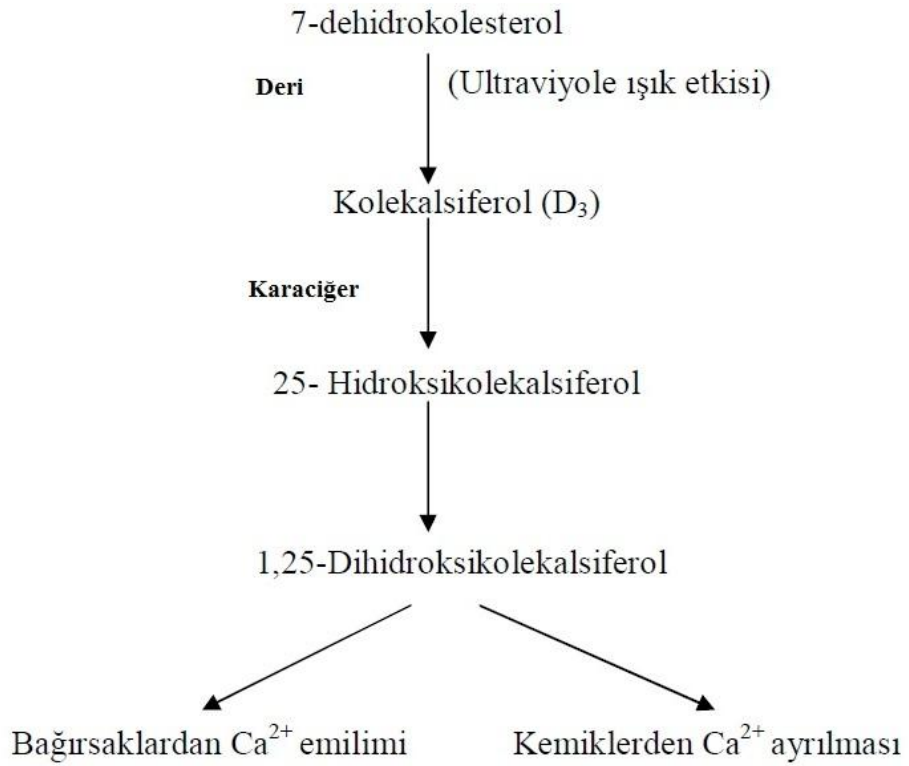 7-dehidrokolesterol
Deri (Ultraviyole ışık etkisi)
Kolekalsiferol (D₃)
Karaciğer
25- Hidroksikolekalsiferol
1,25-Dihidroksikolekalsiferol
Bağırsaklardan Ca²⁺ emilimi Kemiklerden Ca²⁺ ayrılması